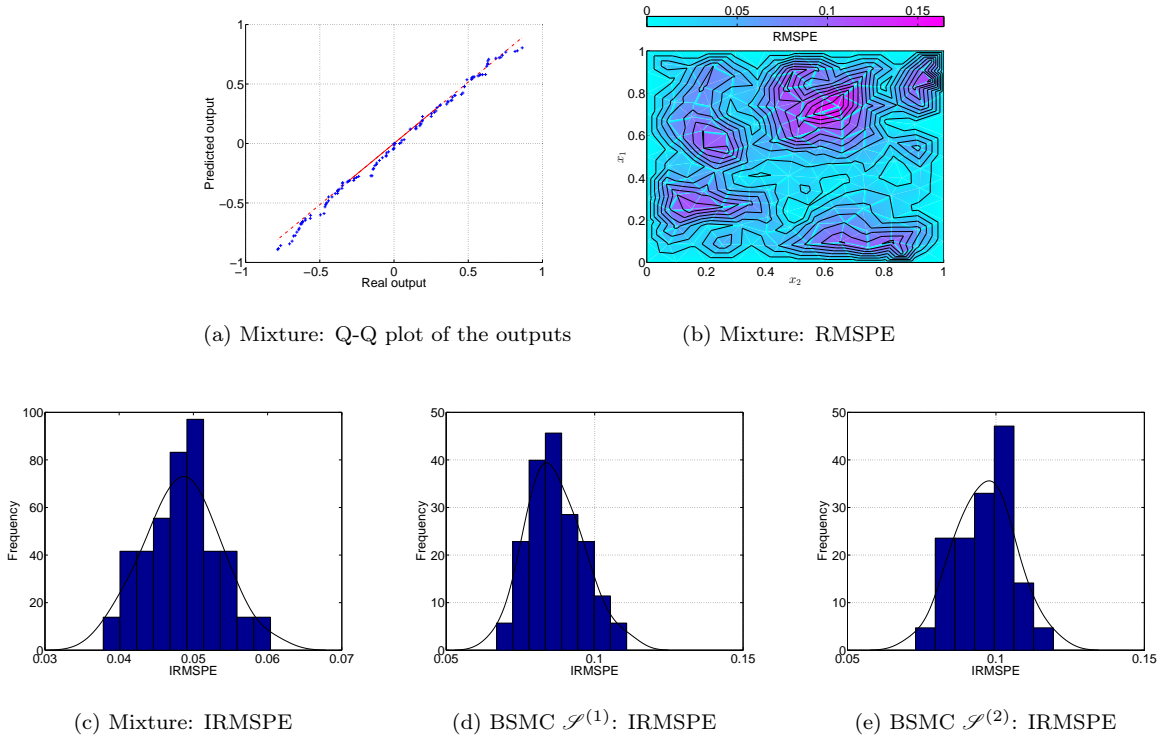 1
0.5
0
−0.5
−1
−1 −0.5 0 0.5 1
Predicted output
Real output
0 0.05 0.1 0.15
RMSPE
1
0.8
0.6
0.4
0.2
0
0 0.2 0.4 0.6 0.8 1
x₁
x₂
(a) Mixture: Q-Q plot of the outputs
(b) Mixture: RMSPE
100
80
60
40
20
0
0.03 0.04 0.05 0.06 0.07
Frequency
IRMSPE
50
40
30
20
10
0
0.05 0.1 0.15
Frequency
IRMSPE
50
40
30
20
10
0
0.05 0.1 0.15
Frequency
IRMSPE
(c) Mixture: IRMSPE
(d) BSMC 𝒮⁽¹⁾: IRMSPE
(e) BSMC 𝒮⁽²⁾: IRMSPE